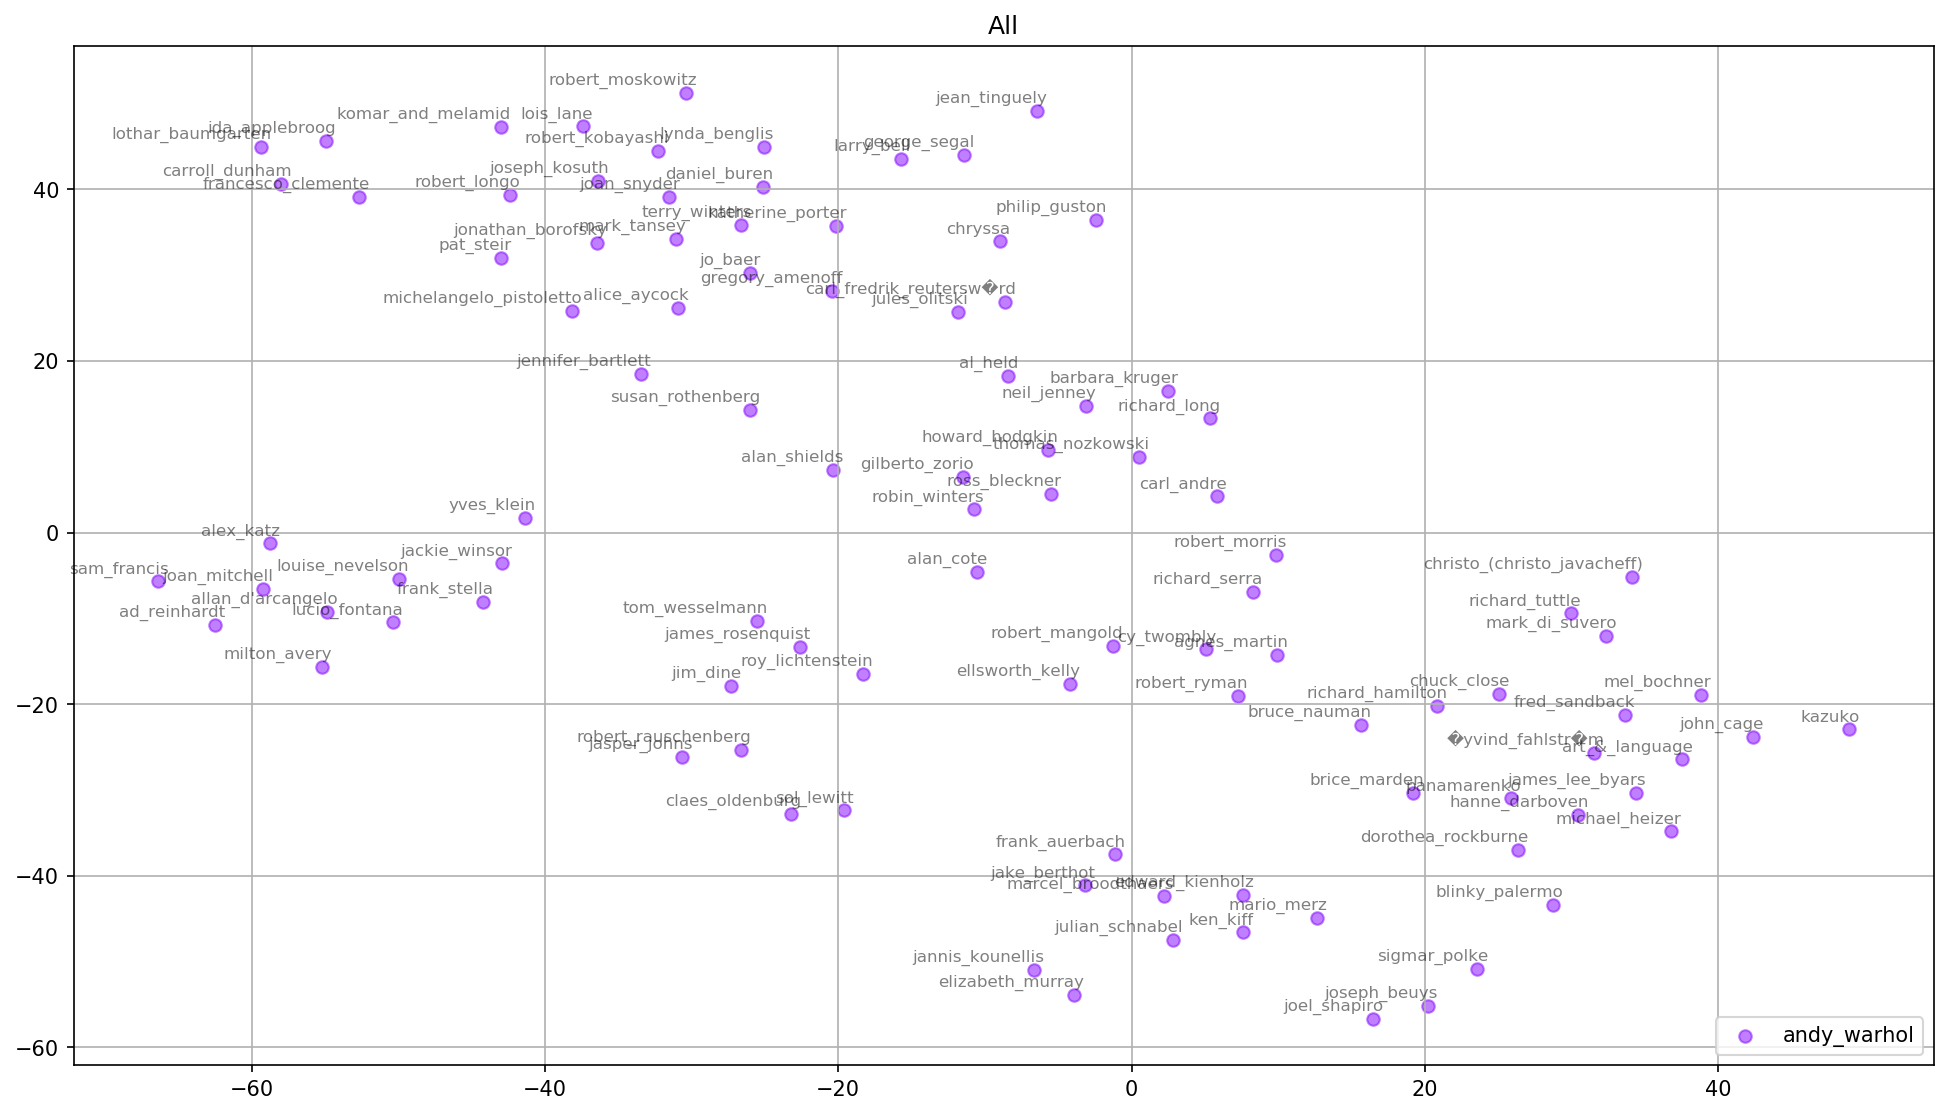 All
robert_moskowitz
jean_tinguely
komar_and_melamid
lois_lane
ida_applebroog
lothar_baumgarten
robert_kobayashi
lynda_benglis
george_segal
larry_bell
carroll_dunham
francesco_clemente
joseph_kosuth
robert_longo
joan_snyder
daniel_buren
40
philip_guston
terry_winters
katherine_porter
jonathan_borofsky
mark_tansey
chryssa
pat_steir
jo_baer
gregory_amenoff
carl_fredrik_reutersw�rd
michelangelo_pistoletto
alice_aycock
jules_olitski
20
jennifer_bartlett
al_held
barbara_kruger
susan_rothenberg
neil_jenney
richard_long
howard_hodgkin
thomas_nozkowski
alan_shields
gilberto_zorio
ross_bleckner
carl_andre
robin_winters
yves_klein
0
alex_katz
jackie_winsor
robert_morris
sam_francis
joan_mitchell
louise_nevelson
alan_cote
christo_(christo_javacheff)
richard_serra
frank_stella
allan_d'arcangelo
lucio_fontana
ad_reinhardt
tom_wesselmann
richard_tuttle
mark_di_suvero
james_rosenquist
robert_mangold
cy_twombly
agnes_martin
milton_avery
roy_lichtenstein
jim_dine
ellsworth_kelly
robert_ryman
richard_hamilton
chuck_close
mel_bochner
−20
fred_sandback
bruce_nauman
john_cage
kazuko
robert_rauschenberg
jasper_johns
�yvind_fahlstr�m
art_&_language
brice_marden
panamarenko
james_lee_byars
claes_oldenburg
sol_lewitt
hanne_darboven
michael_heizer
frank_auerbach
dorothea_rockburne
−40
jake_berthot
marcel_broodthaers
edward_kienholz
blinky_palermo
mario_merz
julian_schnabel
ken_kiff
jannis_kounellis
sigmar_polke
elizabeth_murray
joseph_beuys
joel_shapiro
andy_warhol
−60
−60 −40 −20 0 20 40